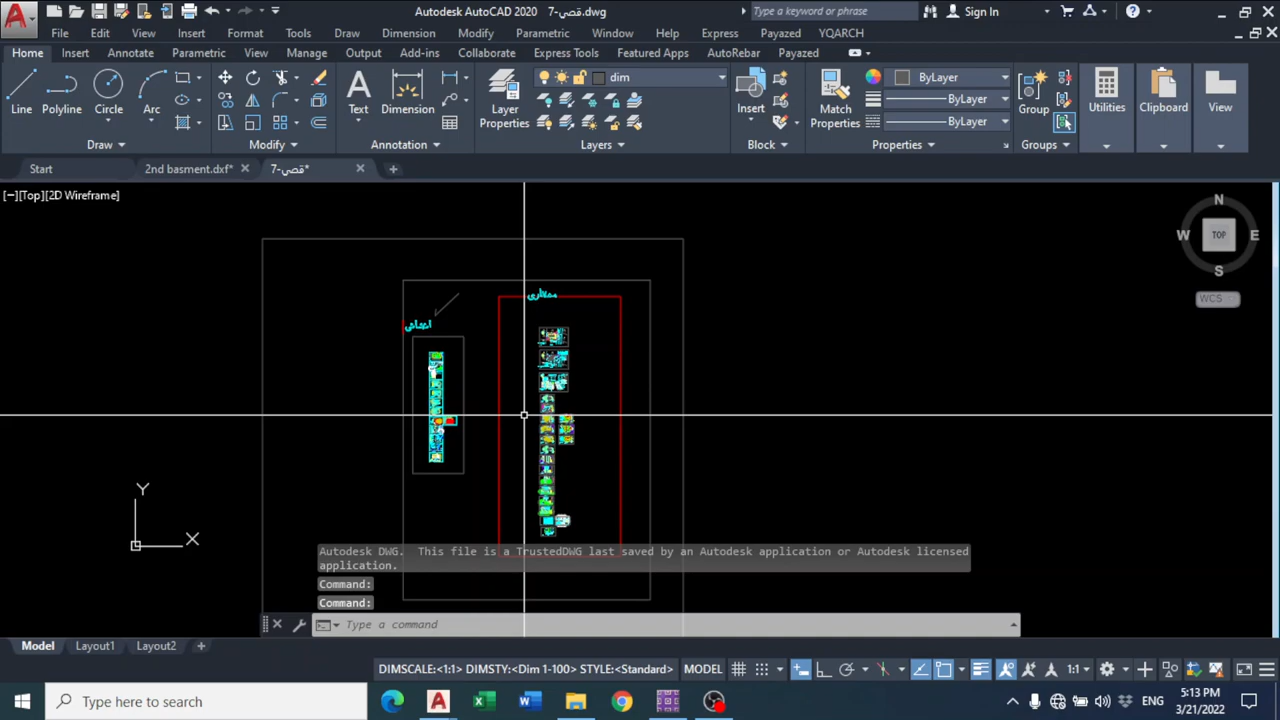 Autodesk AutoCAD 2020 7-قصي.dwg
Type a keyword or phrase
Sign In
File Edit View Insert Format Tools Draw Dimension Modify Parametric Window Help Express Payazed YQARCH
Home Insert Annotate Parametric View Manage Output Add-ins Collaborate Express Tools Featured Apps AutoRebar Payazed
Line Polyline Circle Arc
Text Dimension
Layer Properties
dim
Insert
Match Properties
ByLayer
ByLayer
ByLayer
Group
Utilities
Clipboard
View
Draw Modify Annotation Layers Block Properties Groups
Start 2nd basment.dxf* 7-قصي*
[−][Top][2D Wireframe]
N
W TOP E
S
WCS
معماري
انشائي
Y
X
Autodesk DWG. This file is a TrustedDWG last saved by an Autodesk application or Autodesk licensed
application.
Command:
Command:
Type a command
Model Layout1 Layout2
DIMSCALE:<1:1> DIMSTY:<Dim 1-100> STYLE:<Standard> MODEL 1:1
Type here to search
ENG
5:13 PM
3/21/2022